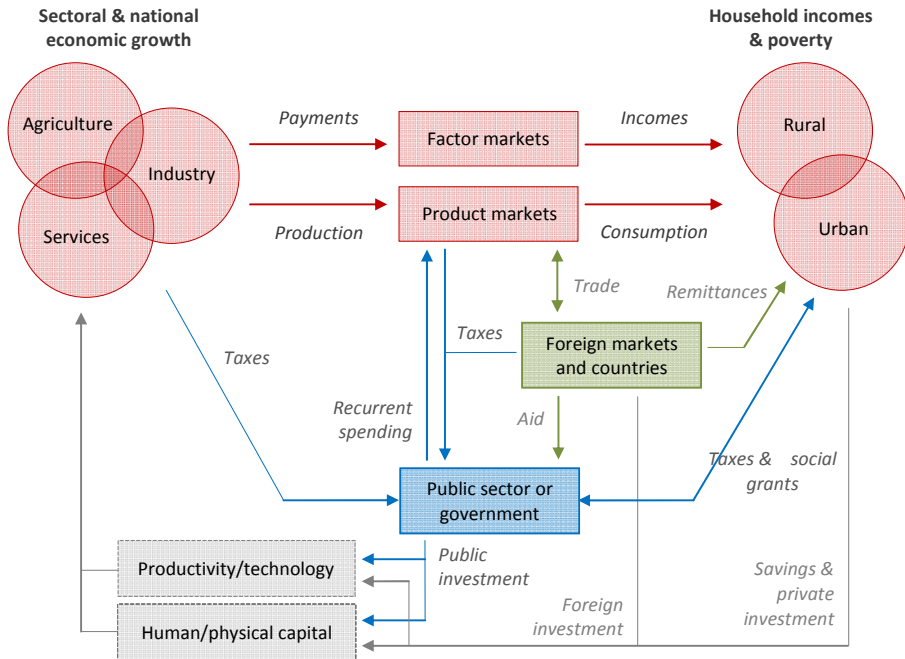 Sectoral & national
economic growth
Household incomes
& poverty
Agriculture
Industry
Services
Payments
Factor markets
Incomes
Rural
Production
Product markets
Consumption
Urban
Trade
Remittances
Taxes
Taxes
Foreign markets
and countries
Recurrent
spending
Aid
Taxes & social
grants
Public sector or
government
Public
investment
Productivity/technology
Human/physical capital
Foreign
investment
Savings &
private
investment